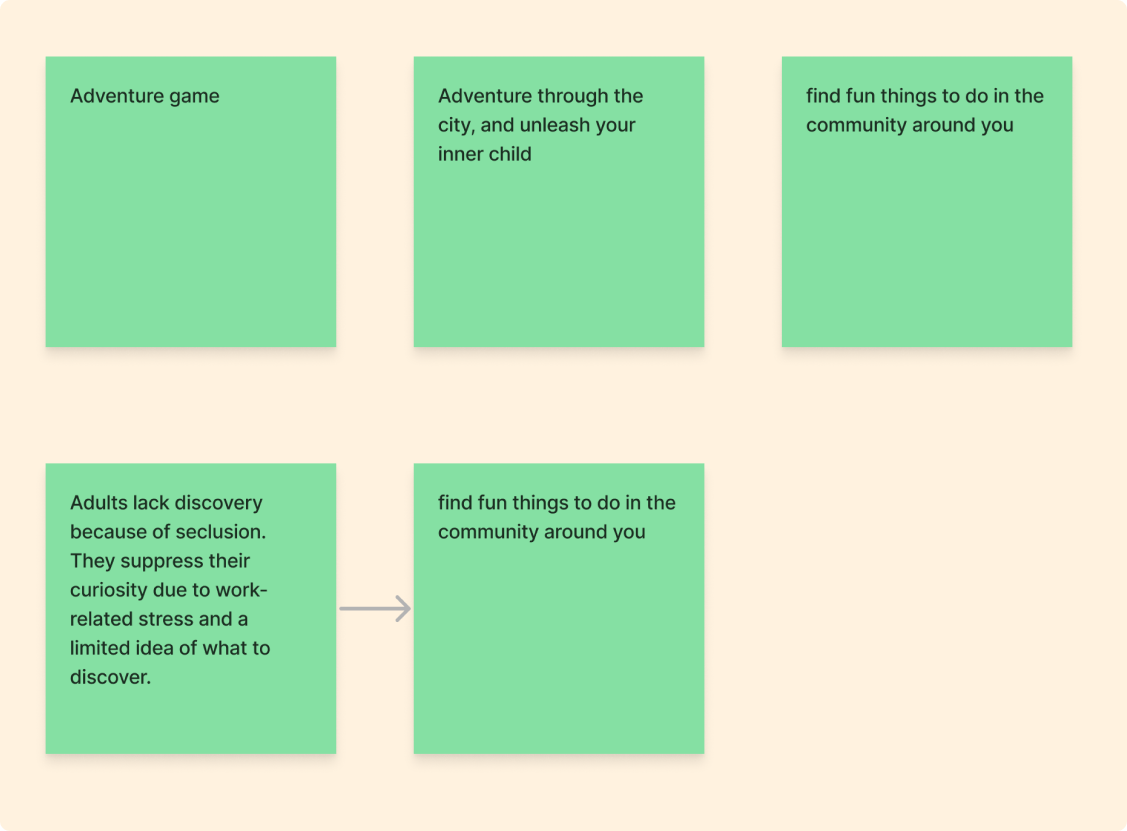 Adventure game
Adventure through the
city, and unleash your
inner child
find fun things to do in the
community around you
Adults lack discovery
because of seclusion.
They suppress their
curiosity due to work-
related stress and a
limited idea of what to
discover.
find fun things to do in the
community around you